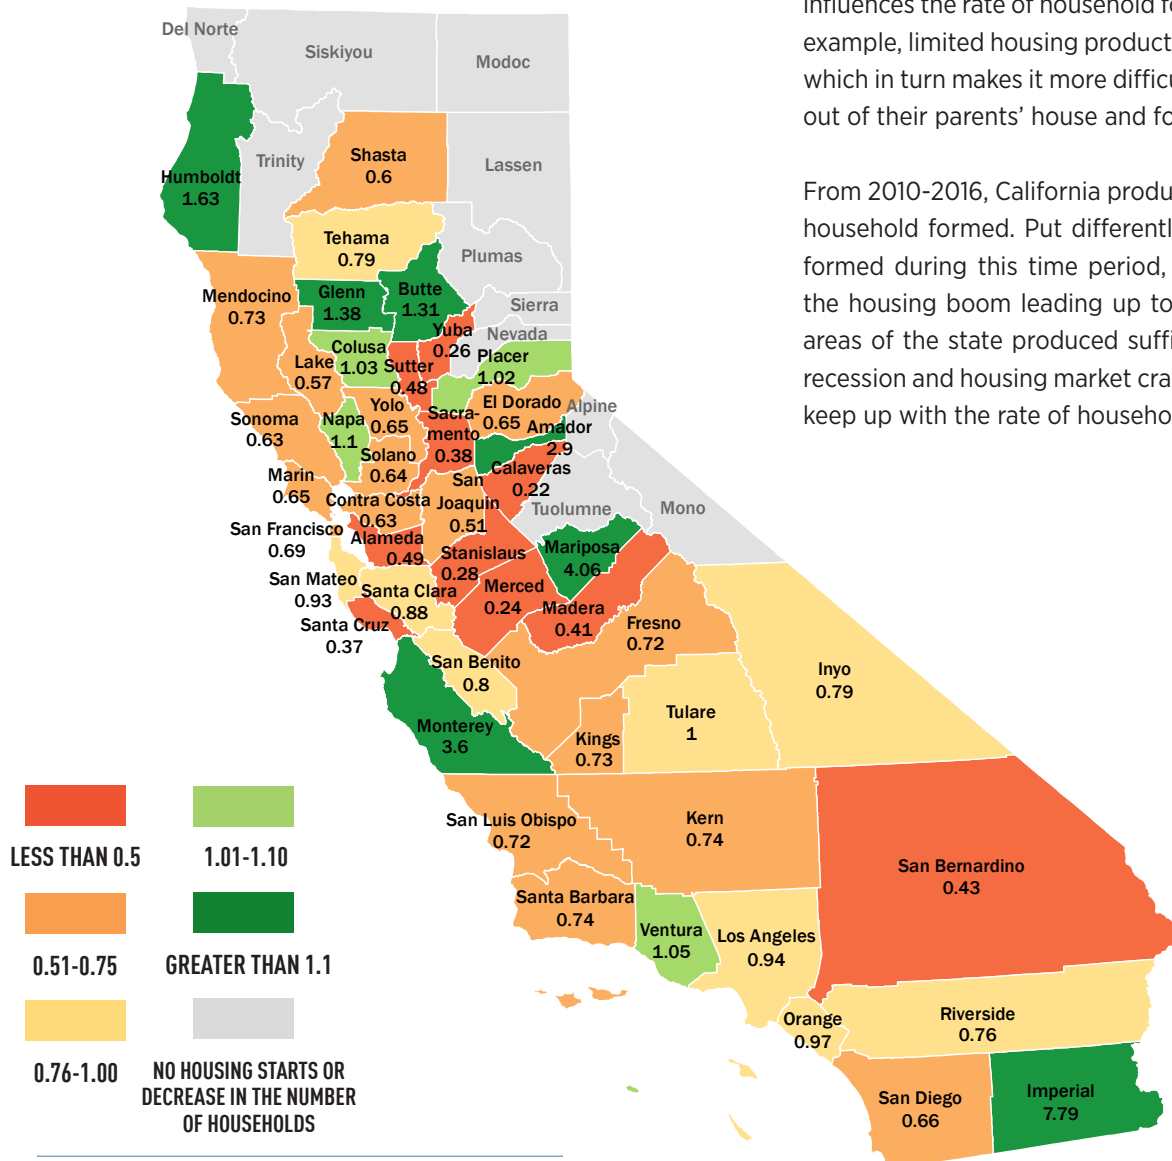 influences the rate of household fo
example, limited housing product
which in turn makes it more difficu
out of their parents' house and fo
From 2010-2016, California produ
household formed. Put differentl
formed during this time period,
the housing boom leading up to
areas of the state produced suffi
recession and housing market cra
keep up with the rate of househo
Del Norte
Siskiyou
Modoc
Humboldt
1.63
Trinity
Shasta
0.6
Lassen
Tehama
0.79
Plumas
Mendocino
0.73
Glenn
1.38
Butte
1.31
Sierra
Nevada
Yuba
0.26
Colusa
1.03
Sutter
0.48
Placer
1.02
Lake
0.57
Sonoma
0.63
Napa
1.1
Yolo
0.65
Sacra-
mento
0.38
El Dorado
0.65
Alpine
Amador
2.9
Solano
0.64
Calaveras
0.22
Marin
0.65
Contra Costa
0.63
San
Joaquin
0.51
Tuolumne
Mono
San Francisco
0.69
Alameda
0.49
Stanislaus
0.28
Mariposa
4.06
San Mateo
0.93
Santa Clara
0.88
Merced
0.24
Madera
0.41
Santa Cruz
0.37
Fresno
0.72
San Benito
0.8
Inyo
0.79
Monterey
3.6
Kings
0.73
Tulare
1
San Luis Obispo
0.72
Kern
0.74
San Bernardino
0.43
Santa Barbara
0.74
Ventura
1.05
Los Angeles
0.94
Orange
0.97
Riverside
0.76
San Diego
0.66
Imperial
7.79
LESS THAN 0.5
1.01-1.10
0.51-0.75
GREATER THAN 1.1
0.76-1.00
NO HOUSING STARTS OR
DECREASE IN THE NUMBER
OF HOUSEHOLDS